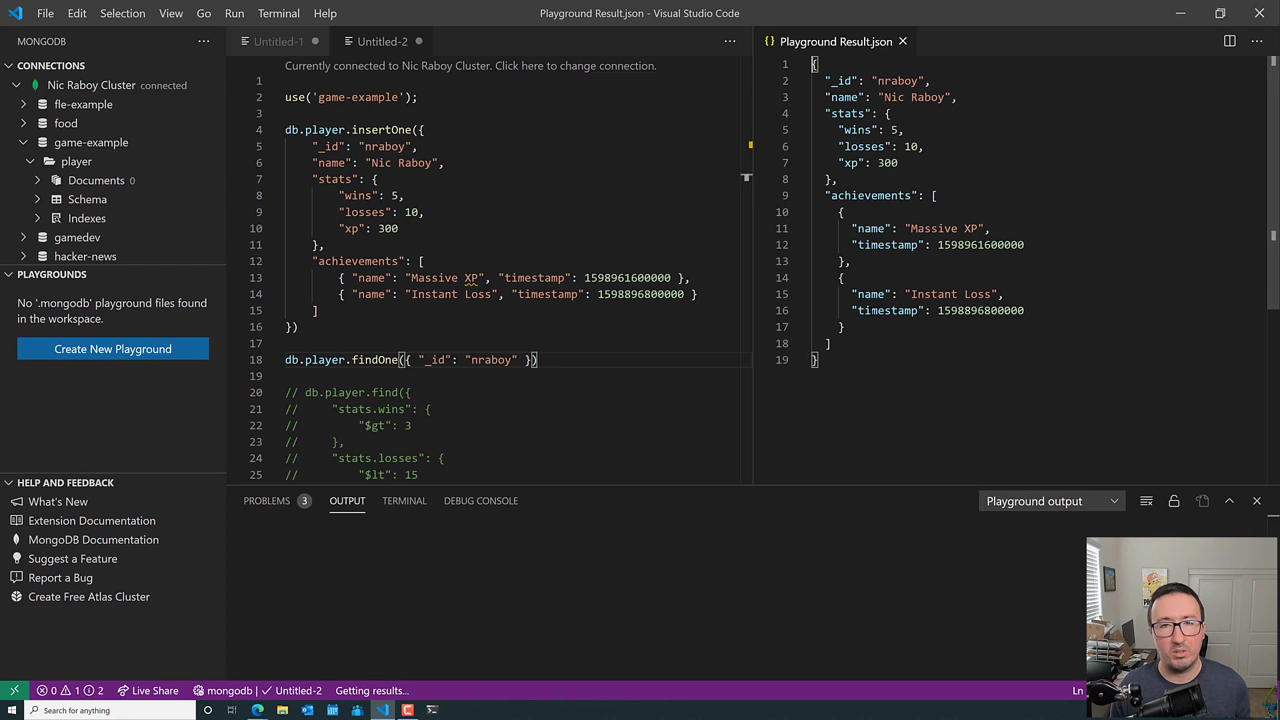 File Edit Selection View Go Run Terminal Help
Playground Result.json - Visual Studio Code
MONGODB
CONNECTIONS
Nic Raboy Cluster connected
fle-example
food
game-example
player
Documents 0
Schema
Indexes
gamedev
hacker-news
PLAYGROUNDS
No '.mongodb' playground files found
in the workspace.
Create New Playground
HELP AND FEEDBACK
What's New
Extension Documentation
MongoDB Documentation
Suggest a Feature
Report a Bug
Create Free Atlas Cluster
Untitled-1
Untitled-2
Currently connected to Nic Raboy Cluster. Click here to change connection.
1
2 use('game-example');
3
4 db.player.insertOne({
5 "_id": "nraboy",
6 "name": "Nic Raboy",
7 "stats": {
8 "wins": 5,
9 "losses": 10,
10 "xp": 300
11 },
12 "achievements": [
13 { "name": "Massive XP", "timestamp": 1598961600000 },
14 { "name": "Instant Loss", "timestamp": 1598896800000 }
15 ]
16 })
17
18 db.player.findOne({ "_id": "nraboy" })
19
20 // db.player.find({
21 // "stats.wins": {
22 // "$gt": 3
23 // },
24 // "stats.losses": {
25 // "$lt": 15
Playground Result.json
1 {
2 "_id": "nraboy",
3 "name": "Nic Raboy",
4 "stats": {
5 "wins": 5,
6 "losses": 10,
7 "xp": 300
8 },
9 "achievements": [
10 {
11 "name": "Massive XP",
12 "timestamp": 1598961600000
13 },
14 {
15 "name": "Instant Loss",
16 "timestamp": 1598896800000
17 }
18 ]
19 }
PROBLEMS 3 OUTPUT TERMINAL DEBUG CONSOLE
Playground output
0 1 2 Live Share mongodb | Untitled-2 Getting results...
Ln
Search for anything